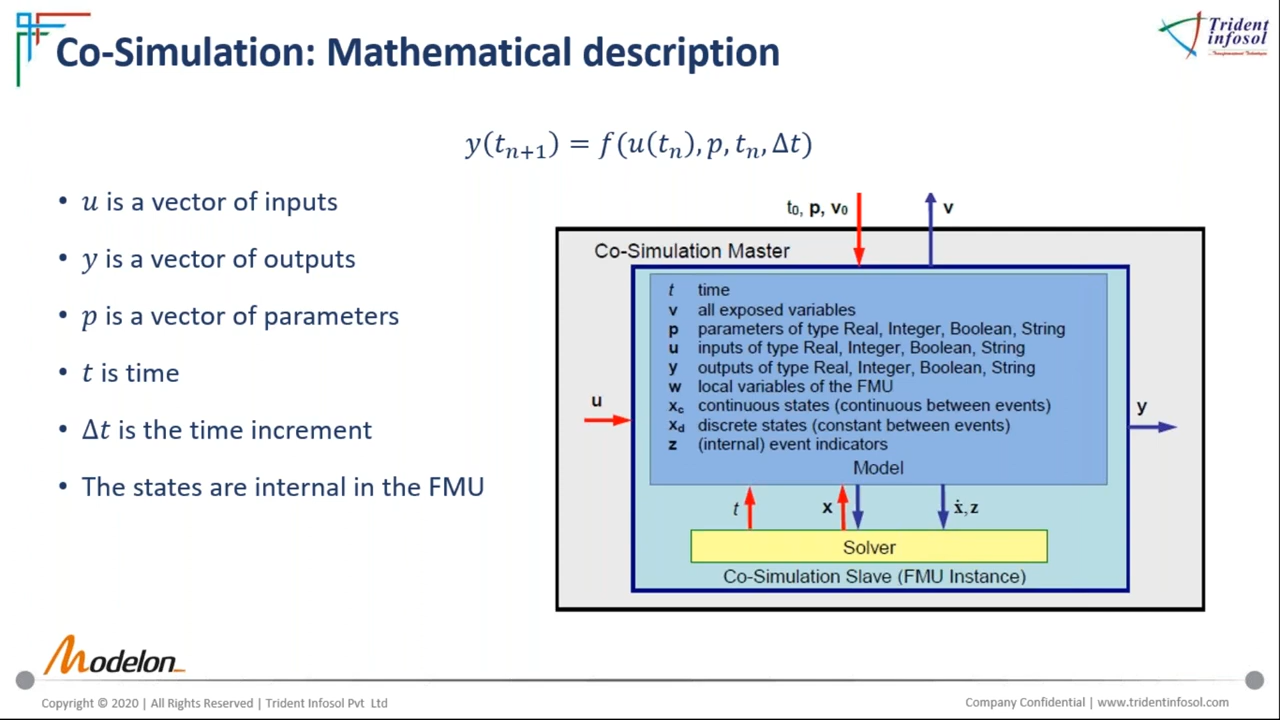 Co-Simulation: Mathematical description
Trident
infosol
y(tₙ₊₁) = f(u(tₙ), p, tₙ, Δt)
• u is a vector of inputs
• y is a vector of outputs
• p is a vector of parameters
• t is time
• Δt is the time increment
• The states are internal in the FMU
t₀, p, v₀
v
Co-Simulation Master
t time
v all exposed variables
p parameters of type Real, Integer, Boolean, String
u inputs of type Real, Integer, Boolean, String
y outputs of type Real, Integer, Boolean, String
w local variables of the FMU
x_c continuous states (continuous between events)
x_d discrete states (constant between events)
z (internal) event indicators
Model
u
y
t
x
ẋ, z
Solver
Co-Simulation Slave (FMU Instance)
Modelon
Copyright © 2020 | All Rights Reserved | Trident Infosol Pvt Ltd
Company Confidential | www.tridentinfosol.com